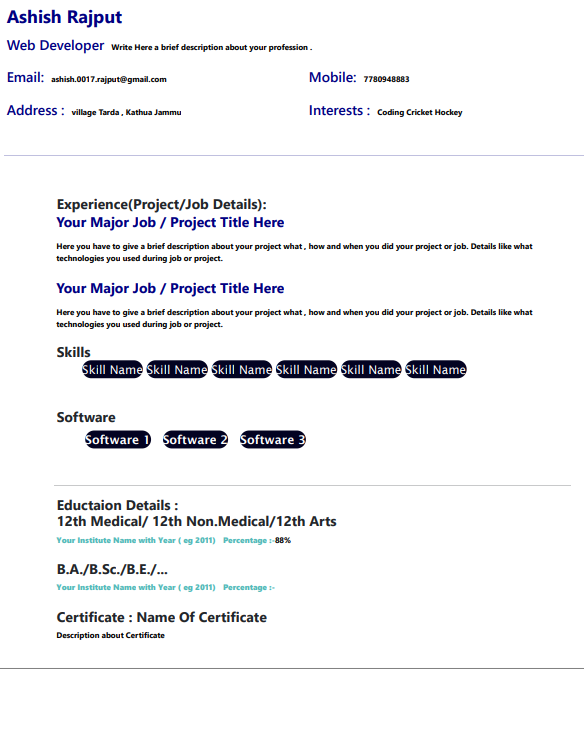 Ashish Rajput
Web Developer Write Here a brief description about your profession .
Email: ashish.0017.rajput@gmail.com Mobile: 7780948883
Address : village Tarda , Kathua Jammu Interests : Coding Cricket Hockey
Experience(Project/Job Details):
Your Major Job / Project Title Here
Here you have to give a brief description about your project what , how and when you did your project or job. Details like what
technologies you used during job or project.
Your Major Job / Project Title Here
Here you have to give a brief description about your project what , how and when you did your project or job. Details like what
technologies you used during job or project.
Skills
Skill Name Skill Name Skill Name Skill Name Skill Name Skill Name
Software
Software 1 Software 2 Software 3
Eductaion Details :
12th Medical/ 12th Non.Medical/12th Arts
Your Institute Name with Year ( eg 2011) Percentage :-88%
B.A./B.Sc./B.E./...
Your Institute Name with Year ( eg 2011) Percentage :-
Certificate : Name Of Certificate
Description about Certificate